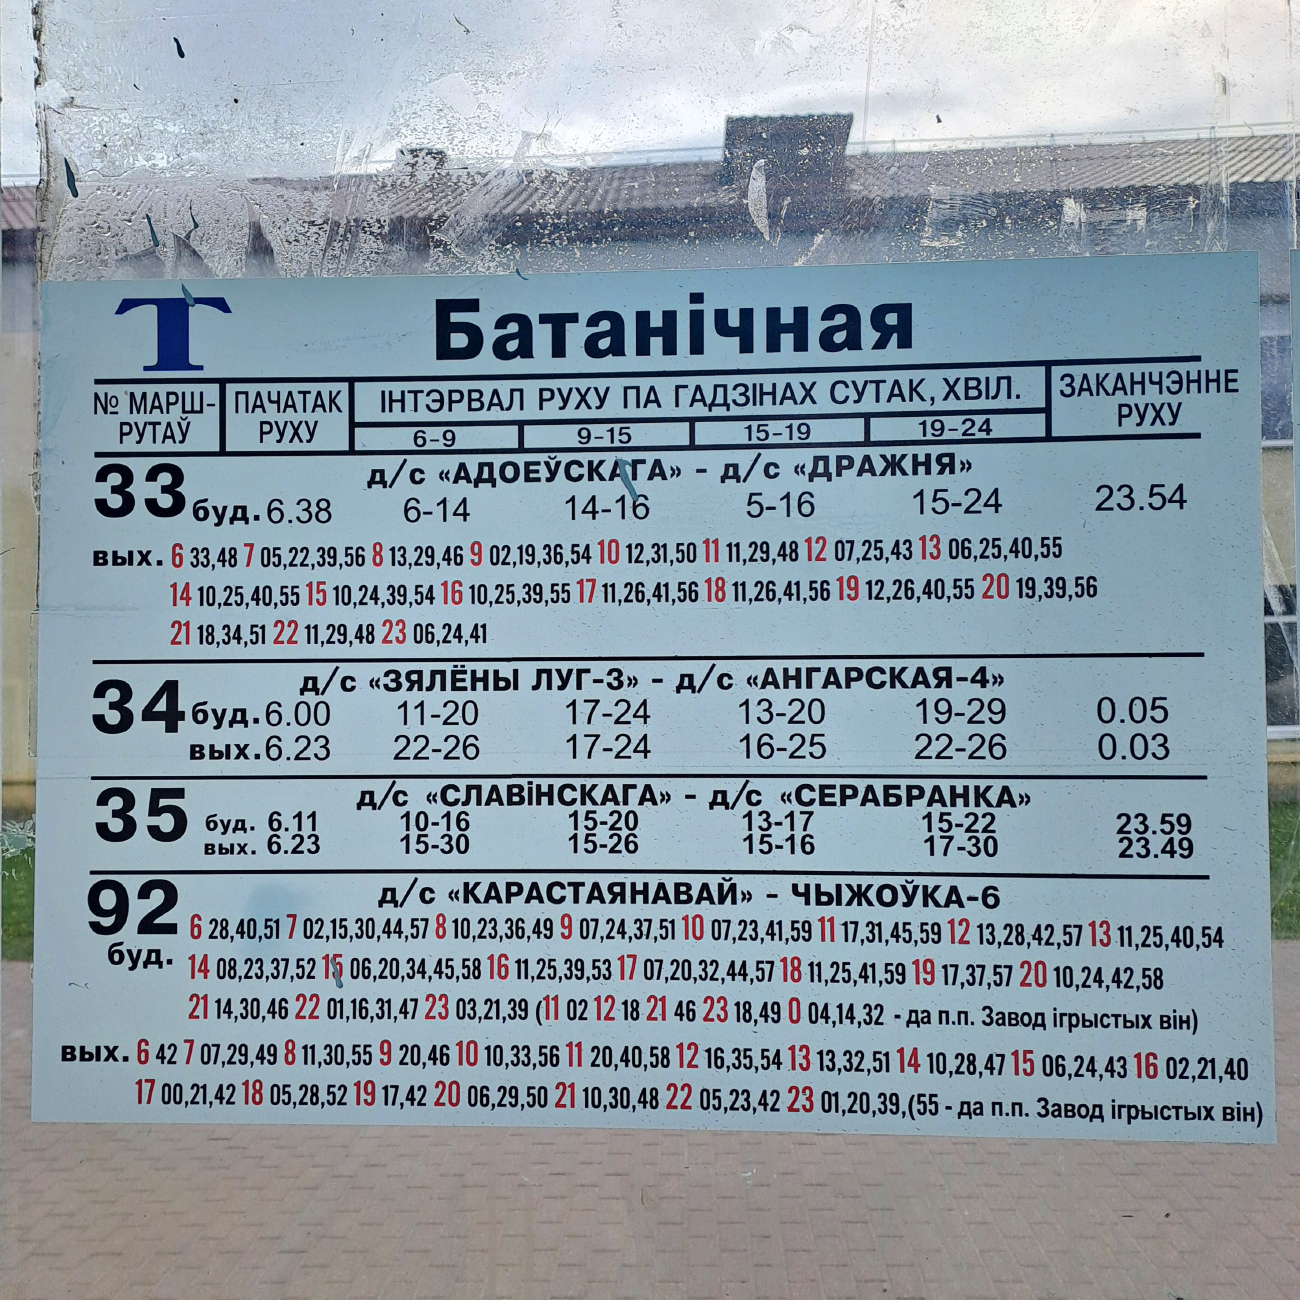 Т Батанічная
№ МАРШ- ПАЧАТАК ІНТЭРВАЛ РУХУ ПА ГАДЗІНАХ СУТАК, ХВІЛ. ЗАКАНЧЭННЕ
РУТАЎ РУХУ 6-9 9-15 15-19 19-24 РУХУ
д/с «АДОЕЎСКАГА» - д/с «ДРАЖНЯ»
33 буд. 6.38 6-14 14-16 5-16 15-24 23.54
вых. 6 33,48 7 05,22,39,56 8 13,29,46 9 02,19,36,54 10 12,31,50 11 11,29,48 12 07,25,43 13 06,25,40,55
14 10,25,40,55 15 10,24,39,54 16 10,25,39,55 17 11,26,41,56 18 11,26,41,56 19 12,26,40,55 20 19,39,56
21 18,34,51 22 11,29,48 23 06,24,41
д/с «ЗЯЛЁНЫ ЛУГ-3» - д/с «АНГАРСКАЯ-4»
34 буд. 6.00 11-20 17-24 13-20 19-29 0.05
вых. 6.23 22-26 17-24 16-25 22-26 0.03
д/с «СЛАВіНСКАГА» - д/с «СЕРАБРАНКА»
35 буд. 6.11 10-16 15-20 13-17 15-22 23.59
вых. 6.23 15-30 15-26 15-16 17-30 23.49
92 д/с «КАРАСТАЯНАВАЙ» - ЧЫЖОЎКА-6
6 28,40,51 7 02,15,30,44,57 8 10,23,36,49 9 07,24,37,51 10 07,23,41,59 11 17,31,45,59 12 13,28,42,57 13 11,25,40,54
буд. 14 08,23,37,52 15 06,20,34,45,58 16 11,25,39,53 17 07,20,32,44,57 18 11,25,41,59 19 17,37,57 20 10,24,42,58
21 14,30,46 22 01,16,31,47 23 03,21,39 (11 02 12 18 21 46 23 18,49 0 04,14,32 - да п.п. Завод ігрыстых він)
вых. 6 42 7 07,29,49 8 11,30,55 9 20,46 10 10,33,56 11 20,40,58 12 16,35,54 13 13,32,51 14 10,28,47 15 06,24,43 16 02,21,40
17 00,21,42 18 05,28,52 19 17,42 20 06,29,50 21 10,30,48 22 05,23,42 23 01,20,39,(55 - да п.п. Завод ігрыстых він)